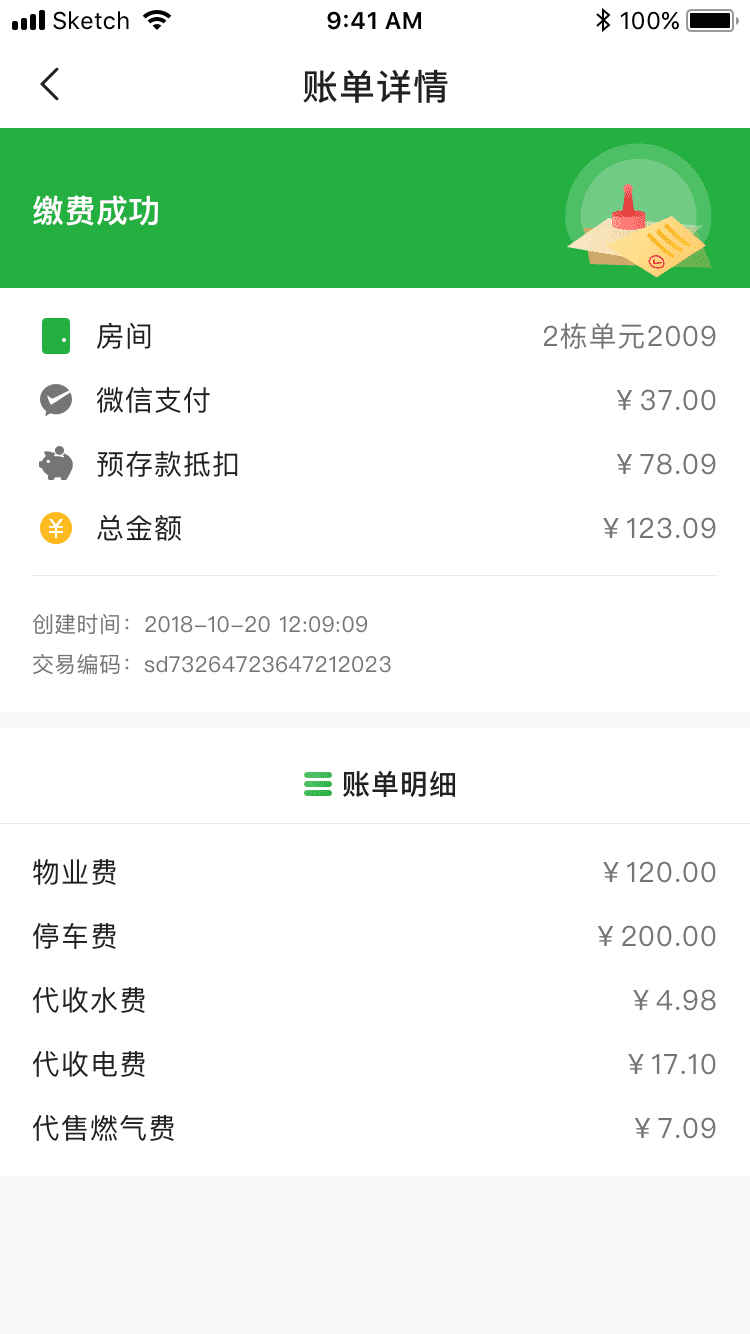 Sketch 9:41 AM 100%
账单详情
缴费成功
房间 2栋单元2009
微信支付 ¥37.00
预存款抵扣 ¥78.09
¥ 总金额 ¥123.09
创建时间：2018-10-20 12:09:09
交易编码：sd73264723647212023
账单明细
物业费 ¥120.00
停车费 ¥200.00
代收水费 ¥4.98
代收电费 ¥17.10
代售燃气费 ¥7.09